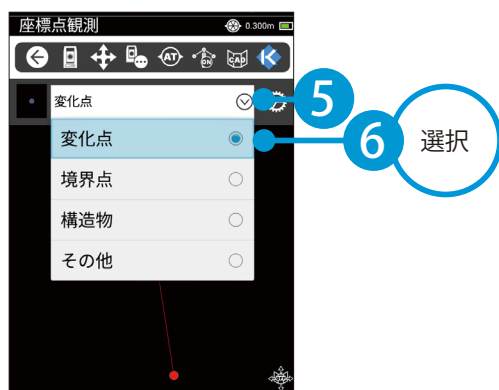 座標点観測 0.300m
AT ON CAD
変化点 5
変化点 6 選択
境界点
構造物
その他